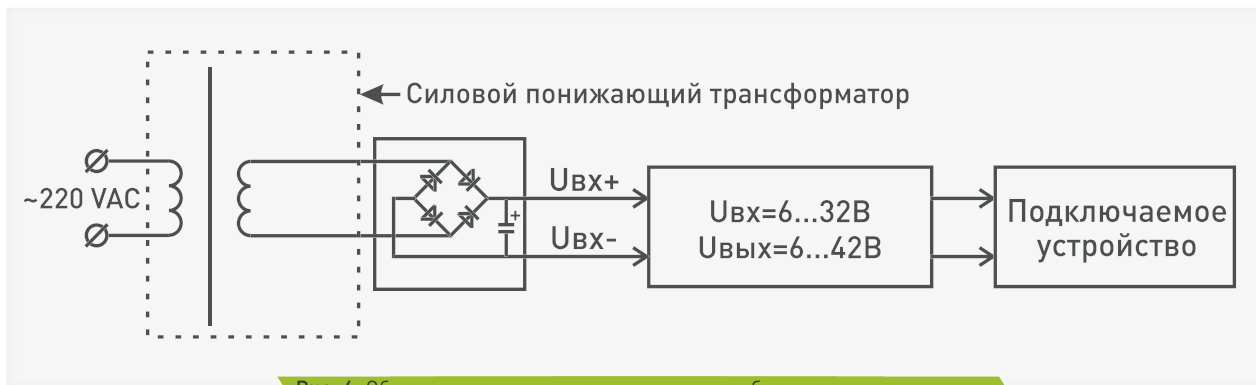 Силовой понижающий трансформатор
~220 VAC
Uвх+
Uвх-
+
Uвх=6...32В
Uвых=6...42В
Подключаемое
устройство